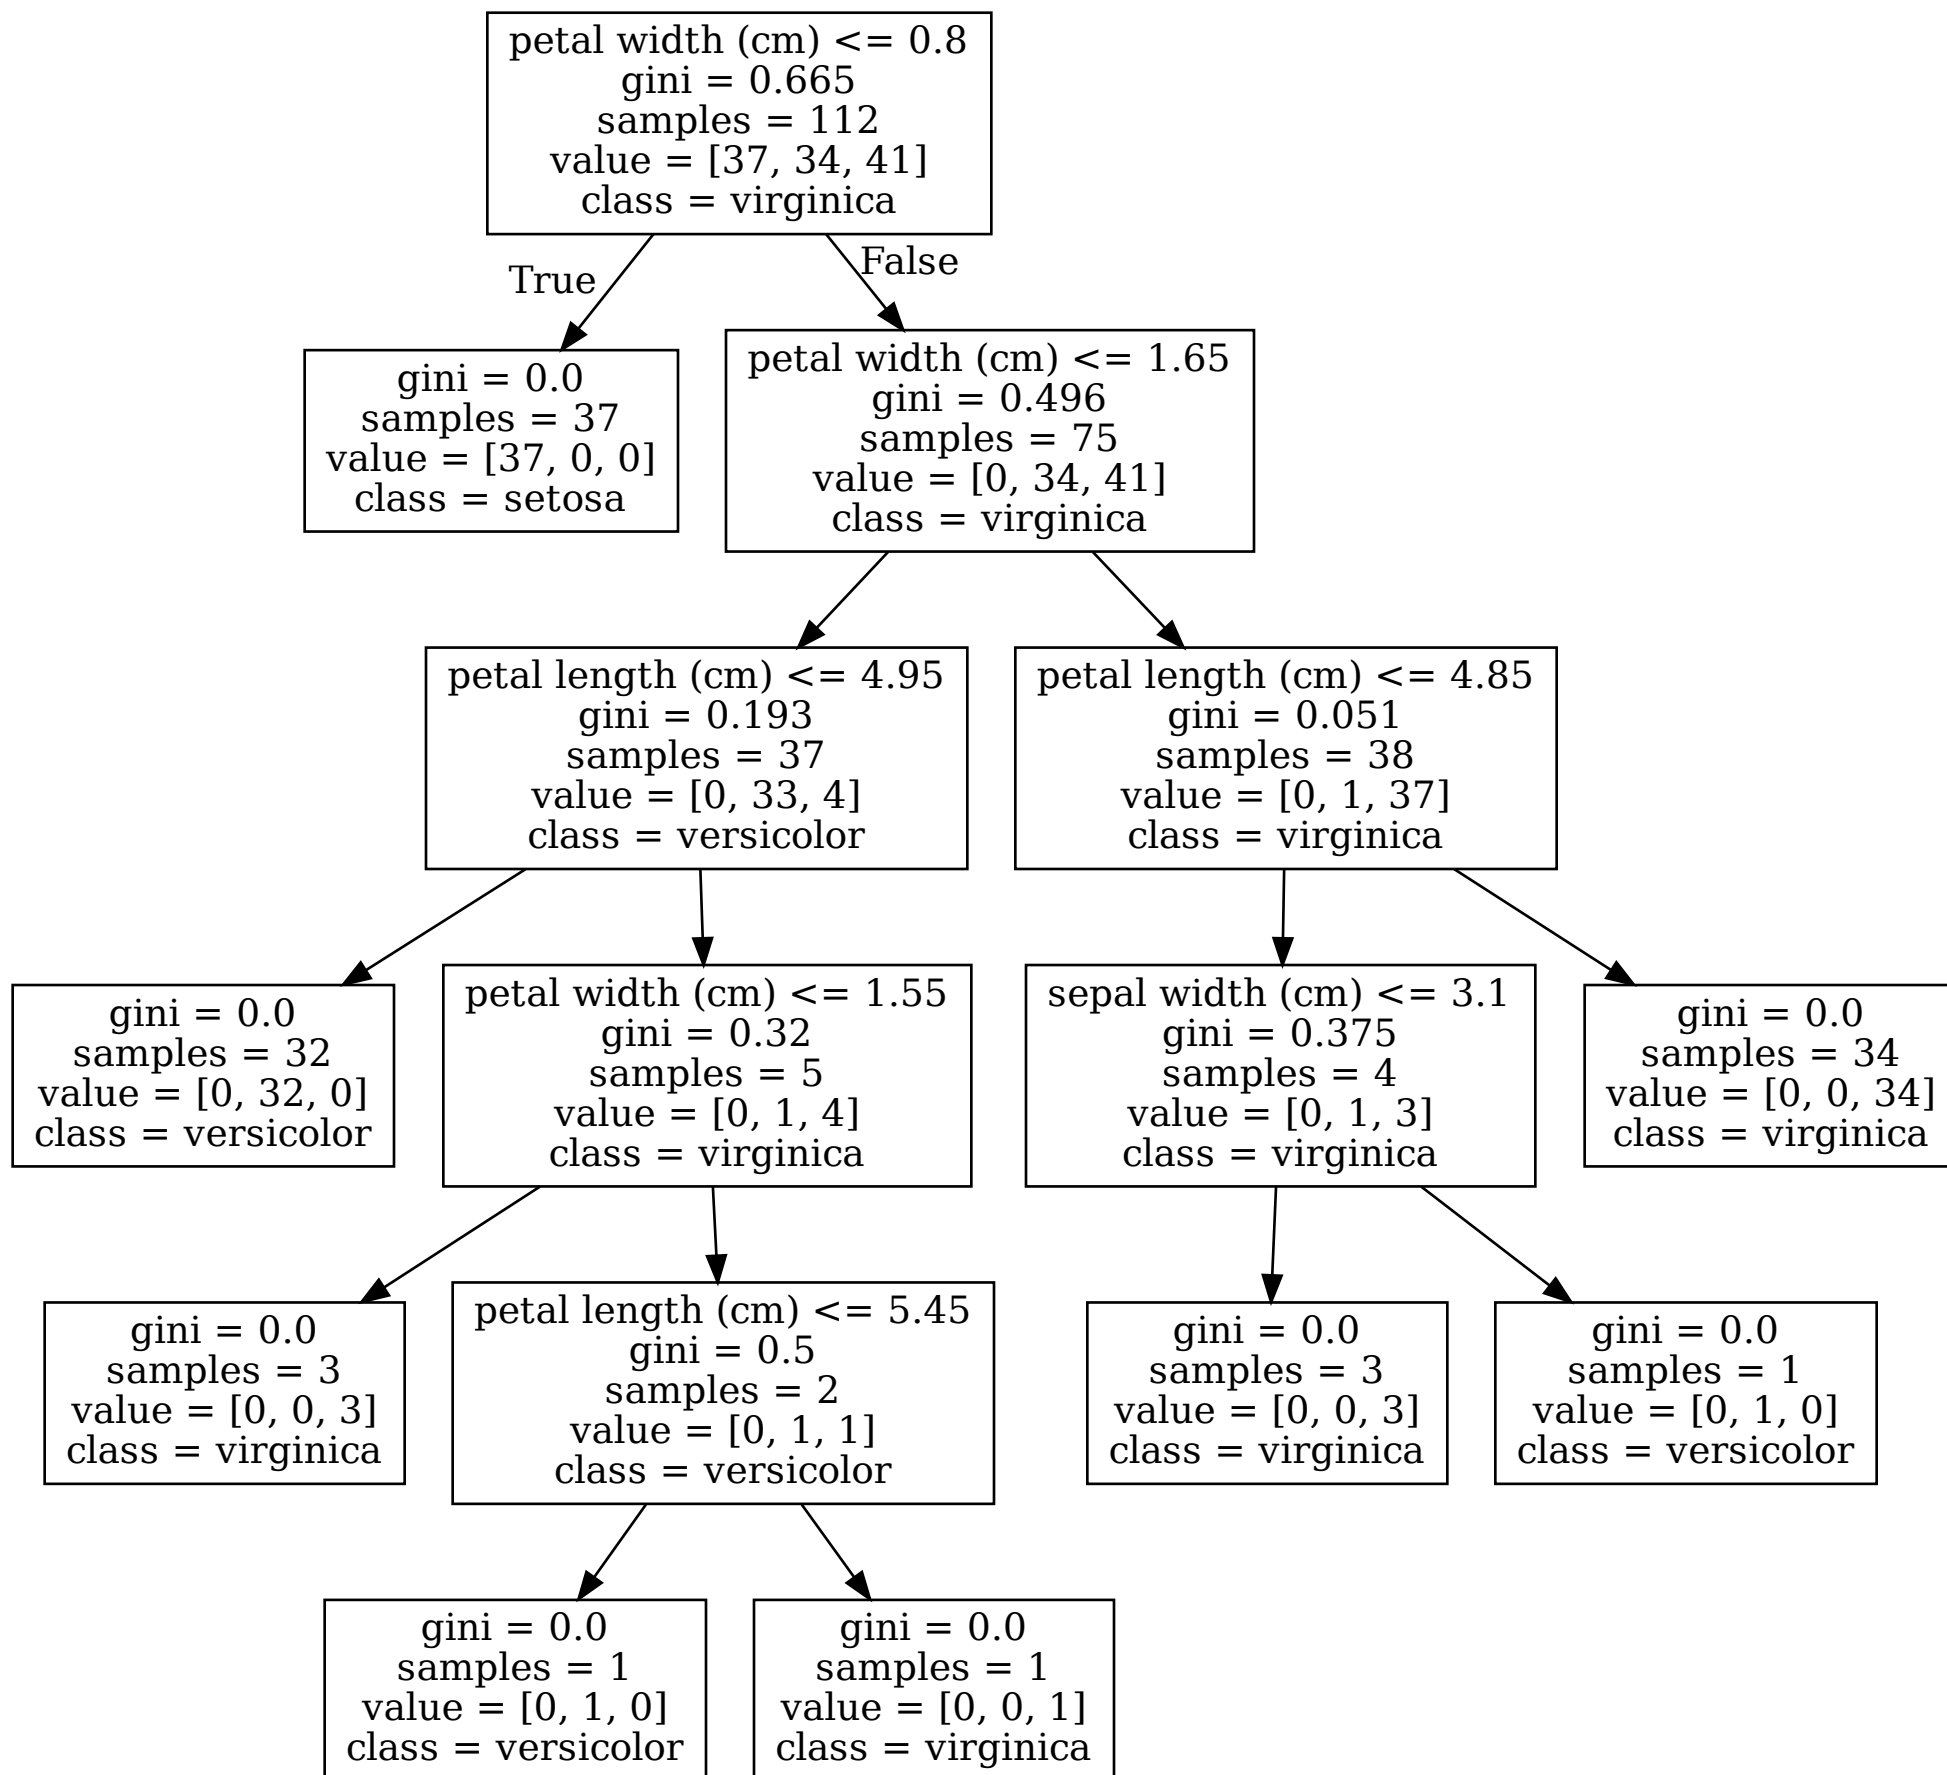 petal width (cm) <= 0.8
gini = 0.665
samples = 112
value = [37, 34, 41]
class = virginica
True
False
gini = 0.0
samples = 37
value = [37, 0, 0]
class = setosa
petal width (cm) <= 1.65
gini = 0.496
samples = 75
value = [0, 34, 41]
class = virginica
petal length (cm) <= 4.95
gini = 0.193
samples = 37
value = [0, 33, 4]
class = versicolor
petal length (cm) <= 4.85
gini = 0.051
samples = 38
value = [0, 1, 37]
class = virginica
gini = 0.0
samples = 32
value = [0, 32, 0]
class = versicolor
petal width (cm) <= 1.55
gini = 0.32
samples = 5
value = [0, 1, 4]
class = virginica
sepal width (cm) <= 3.1
gini = 0.375
samples = 4
value = [0, 1, 3]
class = virginica
gini = 0.0
samples = 34
value = [0, 0, 34]
class = virginica
gini = 0.0
samples = 3
value = [0, 0, 3]
class = virginica
petal length (cm) <= 5.45
gini = 0.5
samples = 2
value = [0, 1, 1]
class = versicolor
gini = 0.0
samples = 3
value = [0, 0, 3]
class = virginica
gini = 0.0
samples = 1
value = [0, 1, 0]
class = versicolor
gini = 0.0
samples = 1
value = [0, 1, 0]
class = versicolor
gini = 0.0
samples = 1
value = [0, 0, 1]
class = virginica